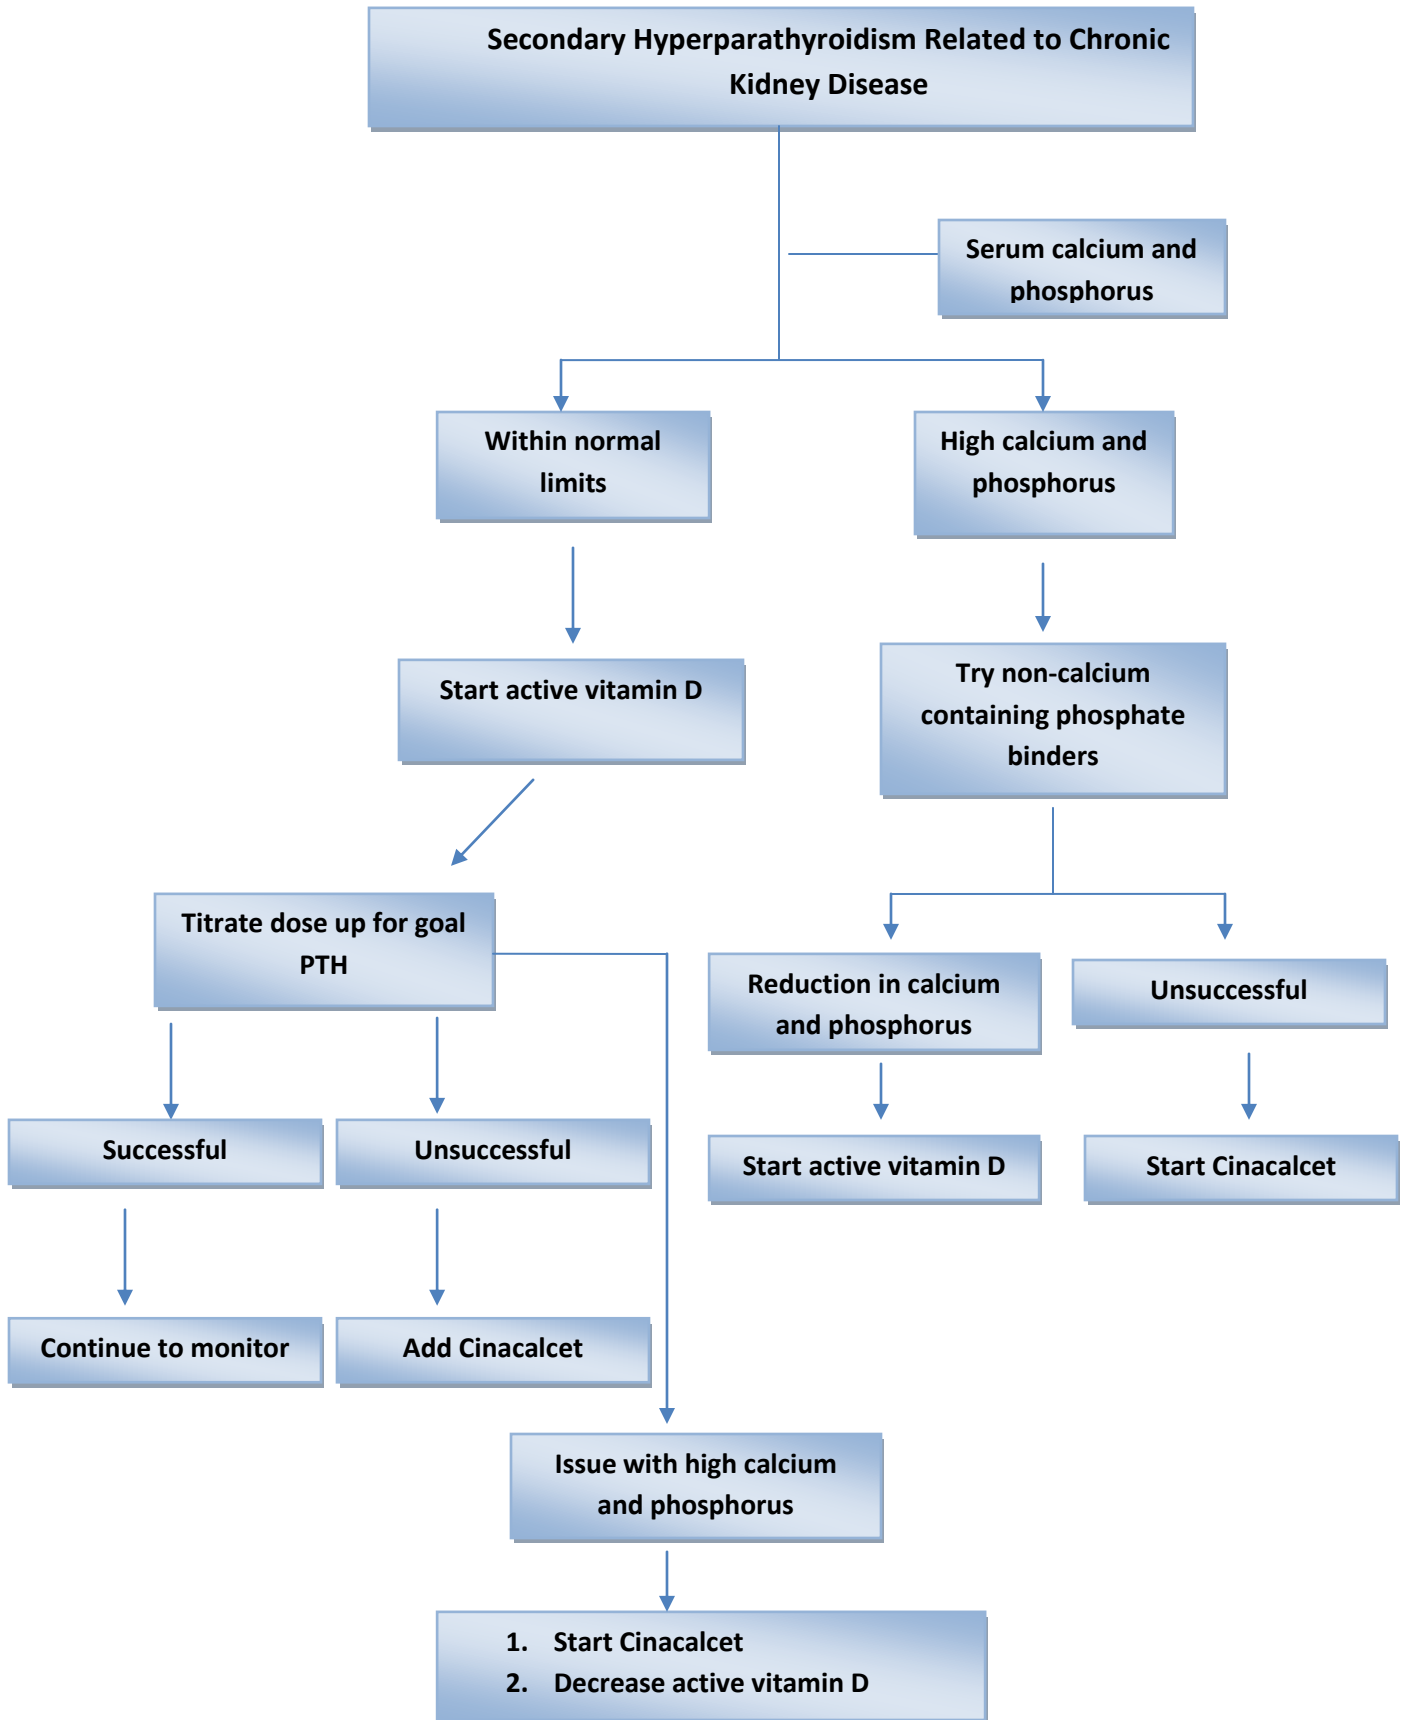 Secondary Hyperparathyroidism Related to Chronic
Kidney Disease
Serum calcium and
phosphorus
Within normal
limits
High calcium and
phosphorus
Start active vitamin D
Try non-calcium
containing phosphate
binders
Titrate dose up for goal
PTH
Reduction in calcium
and phosphorus
Unsuccessful
Successful
Unsuccessful
Start active vitamin D
Start Cinacalcet
Continue to monitor
Add Cinacalcet
Issue with high calcium
and phosphorus
1. Start Cinacalcet
2. Decrease active vitamin D